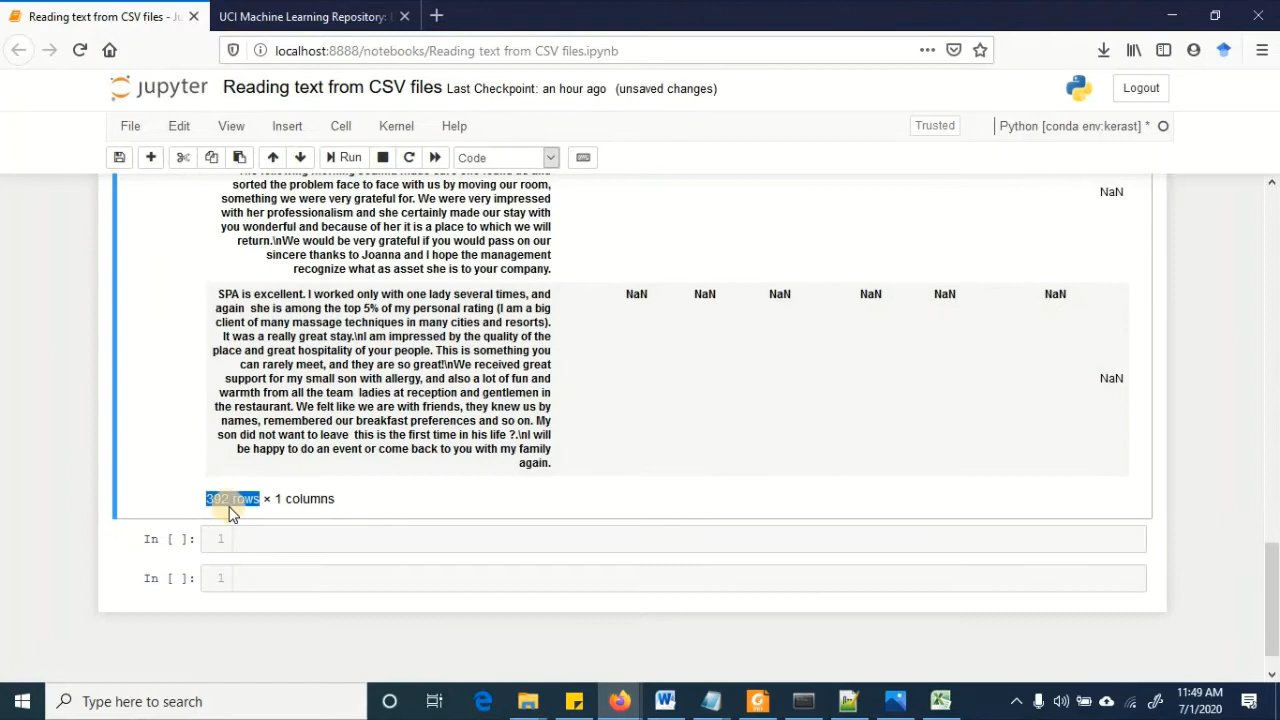 Reading text from CSV files - Ju
UCI Machine Learning Repository:
localhost:8888/notebooks/Reading text from CSV files.ipynb
jupyter Reading text from CSV files Last Checkpoint: an hour ago (unsaved changes)
Logout
File Edit View Insert Cell Kernel Help
Trusted
Python [conda env:kerast] *
Run
Code
sorted the problem face to face with us by moving our room,
NaN
something we were very grateful for. We were very impressed
with her professionalism and she certainly made our stay with
you wonderful and because of her it is a place to which we will
return.\nWe would be very grateful if you would pass on our
sincere thanks to Joanna and I hope the management
recognize what as asset she is to your company.
SPA is excellent. I worked only with one lady several times, and NaN NaN NaN NaN NaN NaN
again she is among the top 5% of my personal rating (I am a big
client of many massage techniques in many cities and resorts).
It was a really great stay.\nI am impressed by the quality of the
place and great hospitality of your people. This is something you
can rarely meet, and they are so great!\nWe received great
support for my small son with allergy, and also a lot of fun and NaN
warmth from all the team ladies at reception and gentlemen in
the restaurant. We felt like we are with friends, they knew us by
names, remembered our breakfast preferences and so on. My
son did not want to leave this is the first time in his life ?.\nI will
be happy to do an event or come back to you with my family
again.
392 rows × 1 columns
In [ ]: 1
In [ ]: 1
Type here to search
11:49 AM
7/1/2020